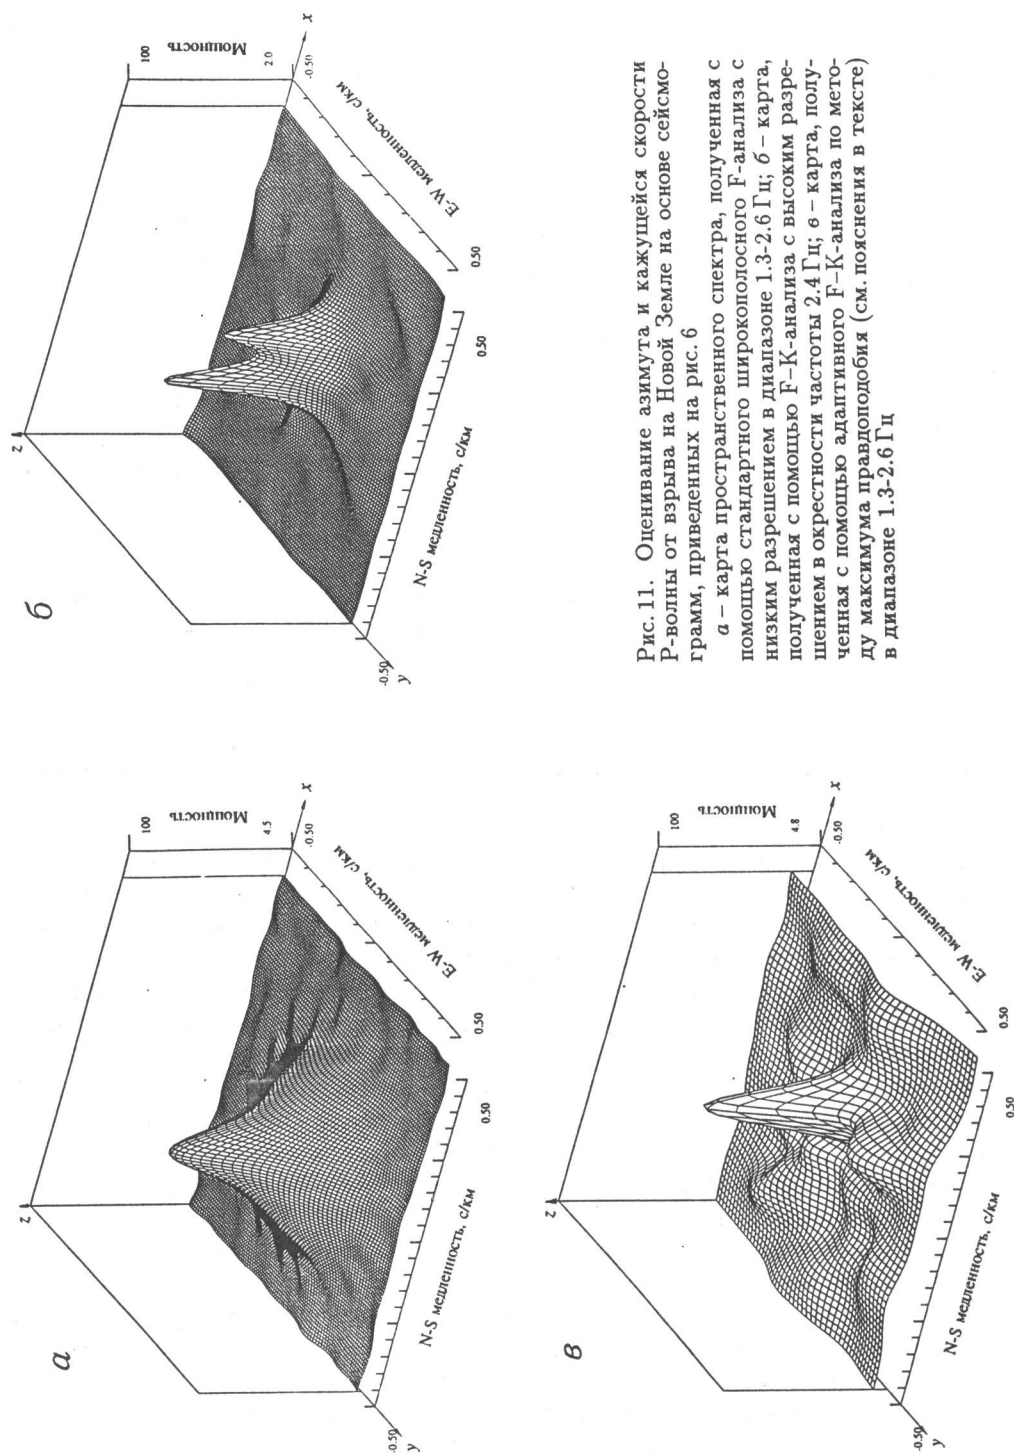 а
z
100
Мощность
4.5
-0.50
x
E-W медленность, с/км
0.50
0.50
N-S медленность, с/км
-0.50
y
б
z
100
Мощность
2.0
-0.50
x
E-W медленность, с/км
0.50
0.50
N-S медленность, с/км
-0.50
y
в
z
100
Мощность
4.8
-0.50
x
E-W медленность, с/км
0.50
0.50
N-S медленность, с/км
-0.50
y
Рис. 11. Оценивание азимута и кажущейся скорости
P-волны от взрыва на Новой Земле на основе сейсмо-
грамм, приведенных на рис. 6
а – карта пространственного спектра, полученная с
помощью стандартного широкополосного F-анализа с
низким разрешением в диапазоне 1.3-2.6 Гц; б – карта,
полученная с помощью F–K-анализа с высоким разре-
шением в окрестности частоты 2.4 Гц; в – карта, полу-
ченная с помощью адаптивного F–K-анализа по мето-
ду максимума правдоподобия (см. пояснения в тексте)
в диапазоне 1.3-2.6 Гц